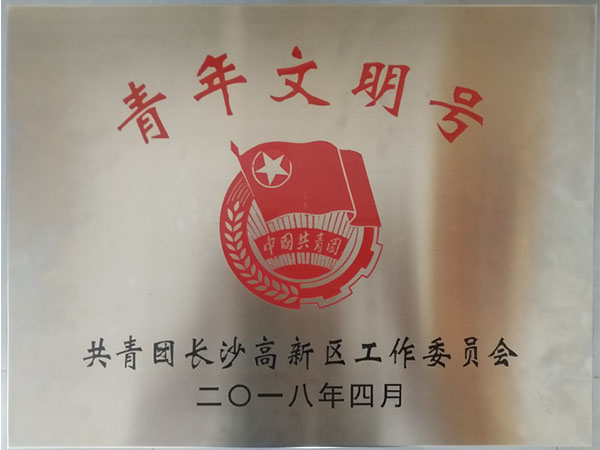 青年文明号
中国共青团
共青团长沙高新区工作委员会
二〇一八年四月